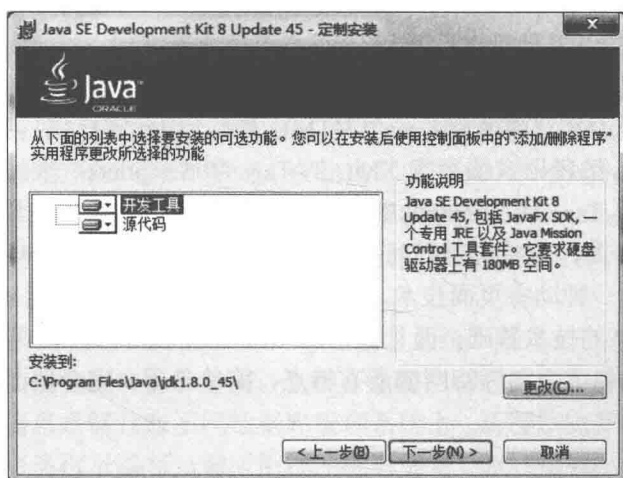 Java SE Development Kit 8 Update 45 - 定制安装
Java
ORACLE
从下面的列表中选择要安装的可选功能。您可以在安装后使用控制面板中的"添加/删除程序"
实用程序更改所选择的功能
开发工具
源代码
功能说明
Java SE Development Kit 8
Update 45, 包括 JavaFX SDK, 一
个专用 JRE 以及 Java Mission
Control 工具套件。它要求硬盘
驱动器上有 180MB 空间。
安装到:
C:\Program Files\Java\jdk1.8.0_45\
更改(C)...
<上一步(B)
下一步(N) >
取消